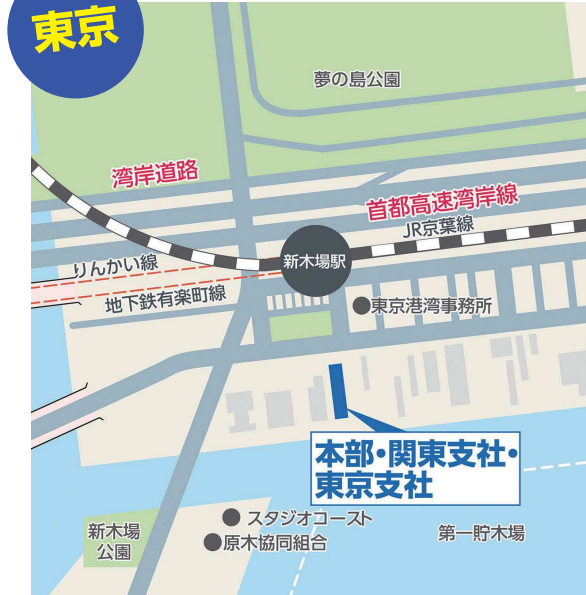 東京
夢の島公園
湾岸道路
首都高速湾岸線
JR京葉線
新木場駅
りんかい線
地下鉄有楽町線
東京港湾事務所
本部・関東支社・
東京支社
スタジオコースト
原木協同組合
新木場
公園
第一貯木場